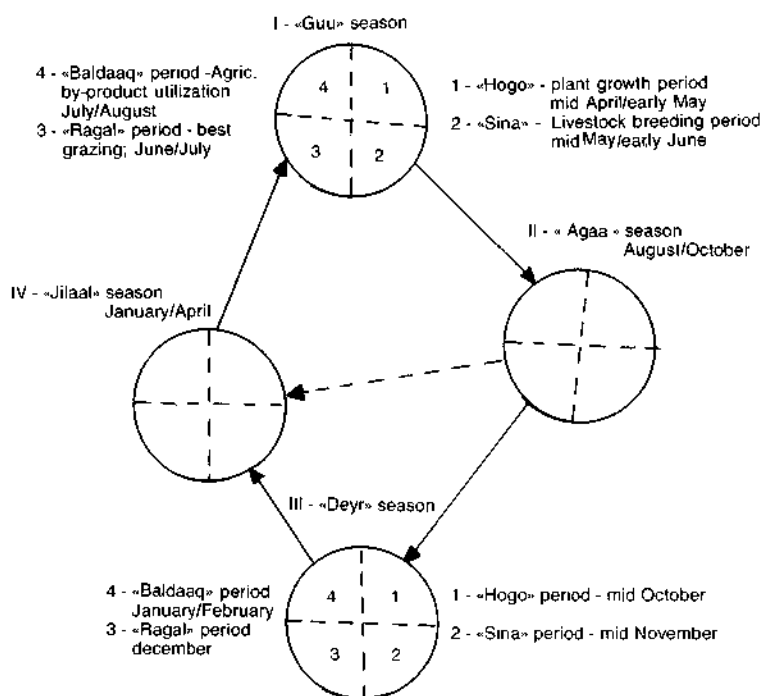 I - «Guu» season
4 - «Baldaaq» period -Agric.
by-product utilization
July/August
3 - «Ragal» period - best
grazing; June/July
4 1
3 2
1 - «Hogo» - plant growth period
mid April/early May
2 - «Sina» - Livestock breeding period
mid May/early June
II - « Agaa » season
August/October
IV - «Jilaal» season
January/April
III - «Deyr» season
4 - «Baldaaq» period
January/February
3 - «Ragal» period
december
4 1
3 2
1 - «Hogo» period - mid October
2 - «Sina» period - mid November